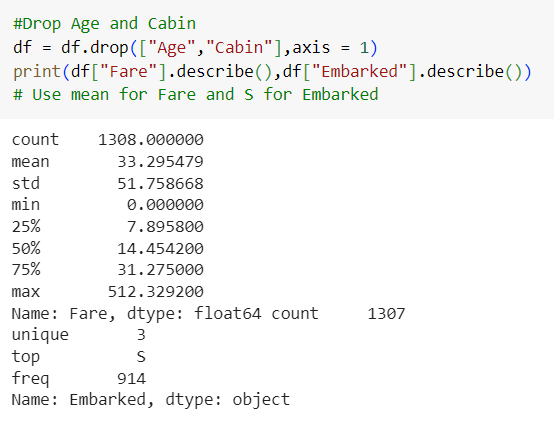 #Drop Age and Cabin
df = df.drop(["Age","Cabin"],axis = 1)
print(df["Fare"].describe(),df["Embarked"].describe())
# Use mean for Fare and S for Embarked
count    1308.000000
mean       33.295479
std        51.758668
min         0.000000
25%         7.895800
50%        14.454200
75%        31.275000
max       512.329200
Name: Fare, dtype: float64 count     1307
unique       3
top          S
freq       914
Name: Embarked, dtype: object